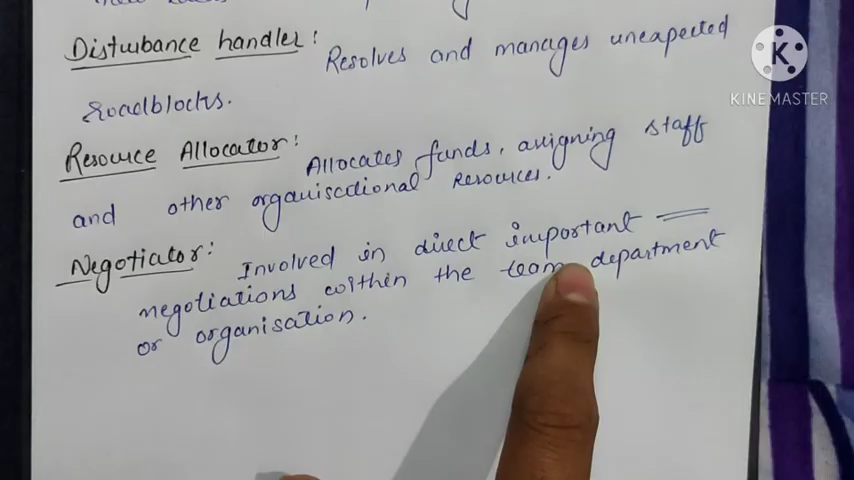 Disturbance handler:
Resolves and manages unexpected
roadblocks.
Resource Allocator:
Allocates funds, assigning staff
and other organisational resources.
Negotiator:
Involved in direct important
negotiations within the team department
or organisation.
K
KINEMASTER